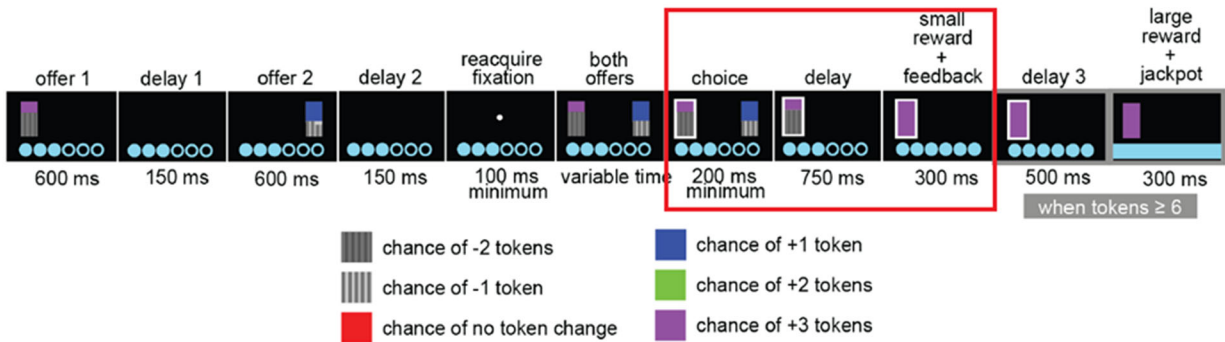 offer 1
delay 1
offer 2
delay 2
reacquire
fixation
both
offers
choice
delay
small
reward
+
feedback
delay 3
large
reward
+
jackpot
600 ms
150 ms
600 ms
150 ms
100 ms
minimum
variable time
200 ms
minimum
750 ms
300 ms
500 ms
300 ms
when tokens ≥ 6
chance of -2 tokens
chance of -1 token
chance of no token change
chance of +1 token
chance of +2 tokens
chance of +3 tokens